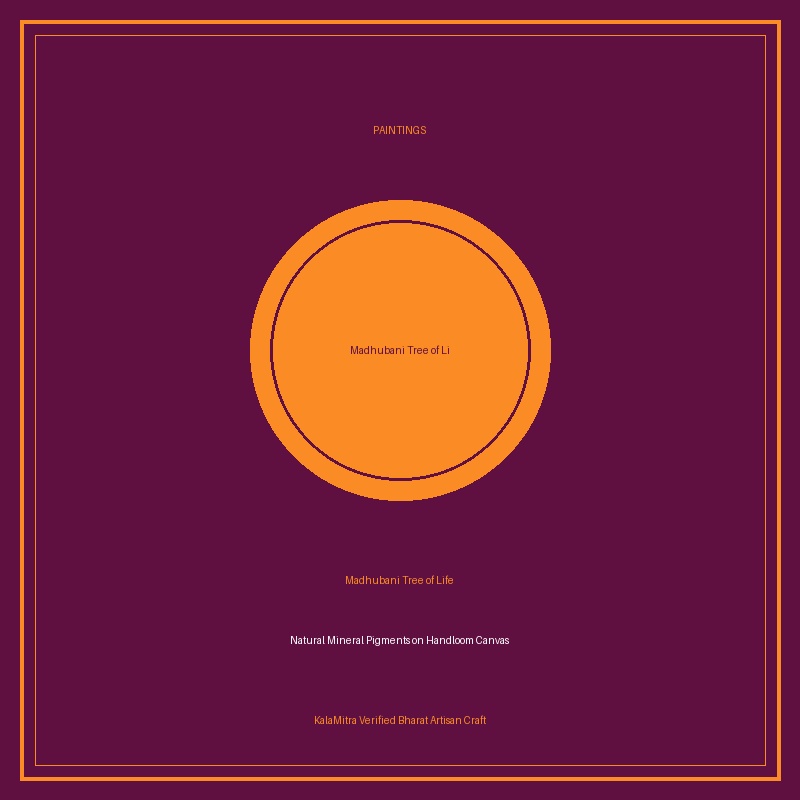 PAINTINGS
Madhubani Tree of Li
Madhubani Tree of Life
Natural Mineral Pigments on Handloom Canvas
KalaMitra Verified Bharat Artisan Craft